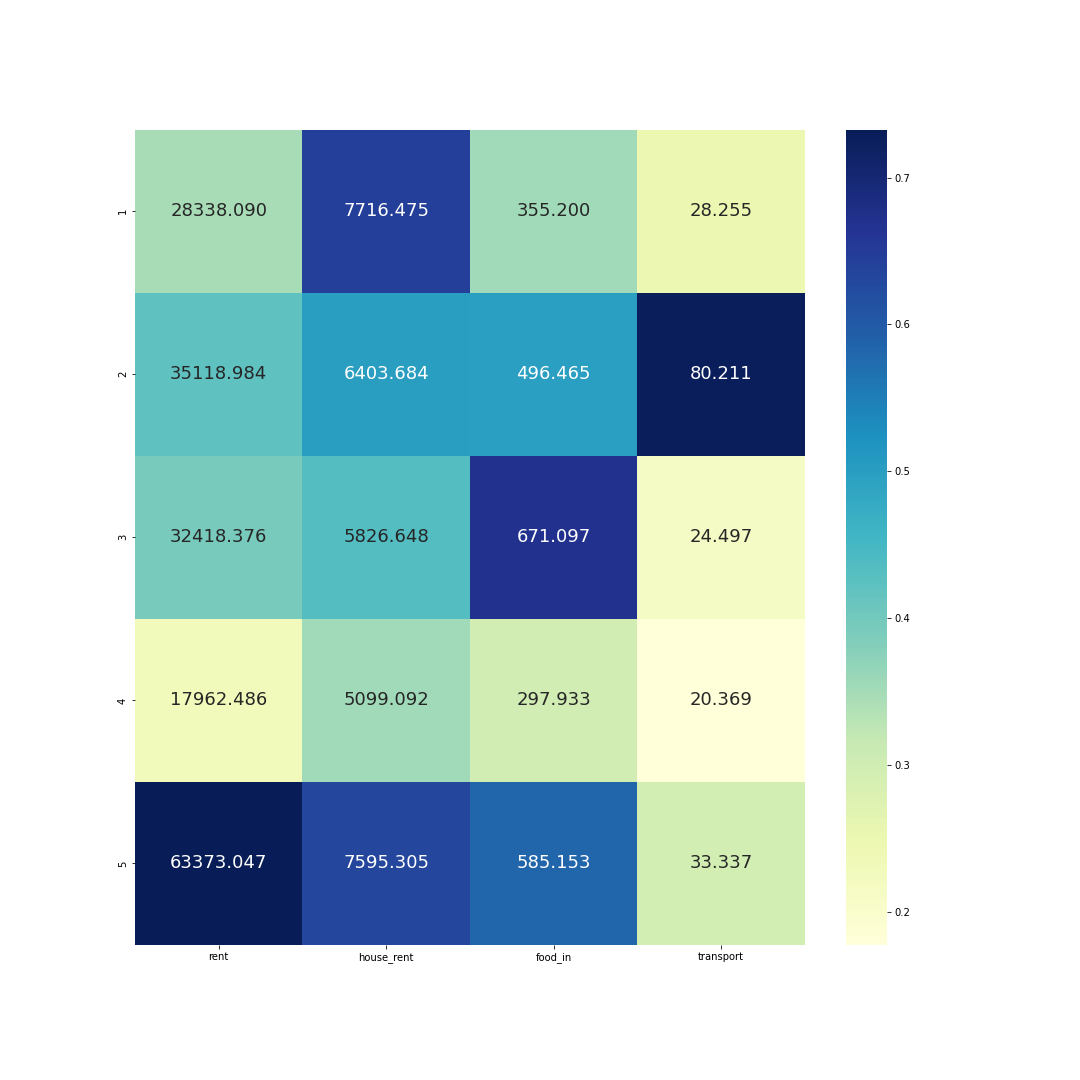 1 28338.090 7716.475 355.200 28.255
2 35118.984 6403.684 496.465 80.211
3 32418.376 5826.648 671.097 24.497
4 17962.486 5099.092 297.933 20.369
5 63373.047 7595.305 585.153 33.337
rent house_rent food_in transport
0.7
0.6
0.5
0.4
0.3
0.2